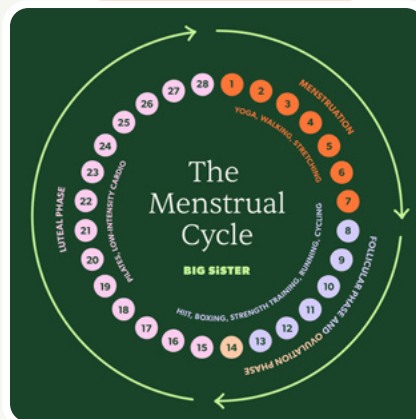 The
Menstrual
Cycle
BIG SiSTER
1
2
3
4
5
6
7
8
9
10
11
12
13
14
15
16
17
18
19
20
21
22
23
24
25
26
27
28
MENSTRUATION
YOGA, WALKING, STRETCHING
FOLLICULAR PHASE AND OVULATION PHASE
HIIT, BOXING, STRENGTH TRAINING, RUNNING, CYCLING
LUTEAL PHASE
PILATES, LOW-INTENSITY CARDIO